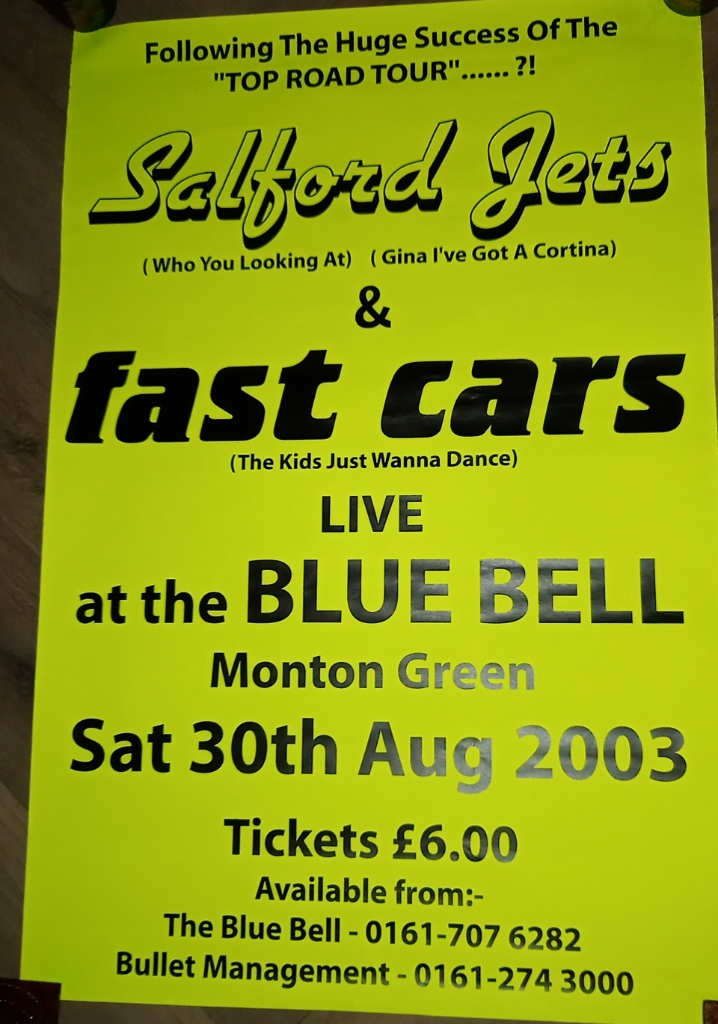 Following The Huge Success Of The
"TOP ROAD TOUR"...... ?!
Salford Jets
( Who You Looking At) ( Gina I've Got A Cortina)
&
fast cars
(The Kids Just Wanna Dance)
LIVE
at the BLUE BELL
Monton Green
Sat 30th Aug 2003
Tickets £6.00
Available from:-
The Blue Bell - 0161-707 6282
Bullet Management - 0161-274 3000